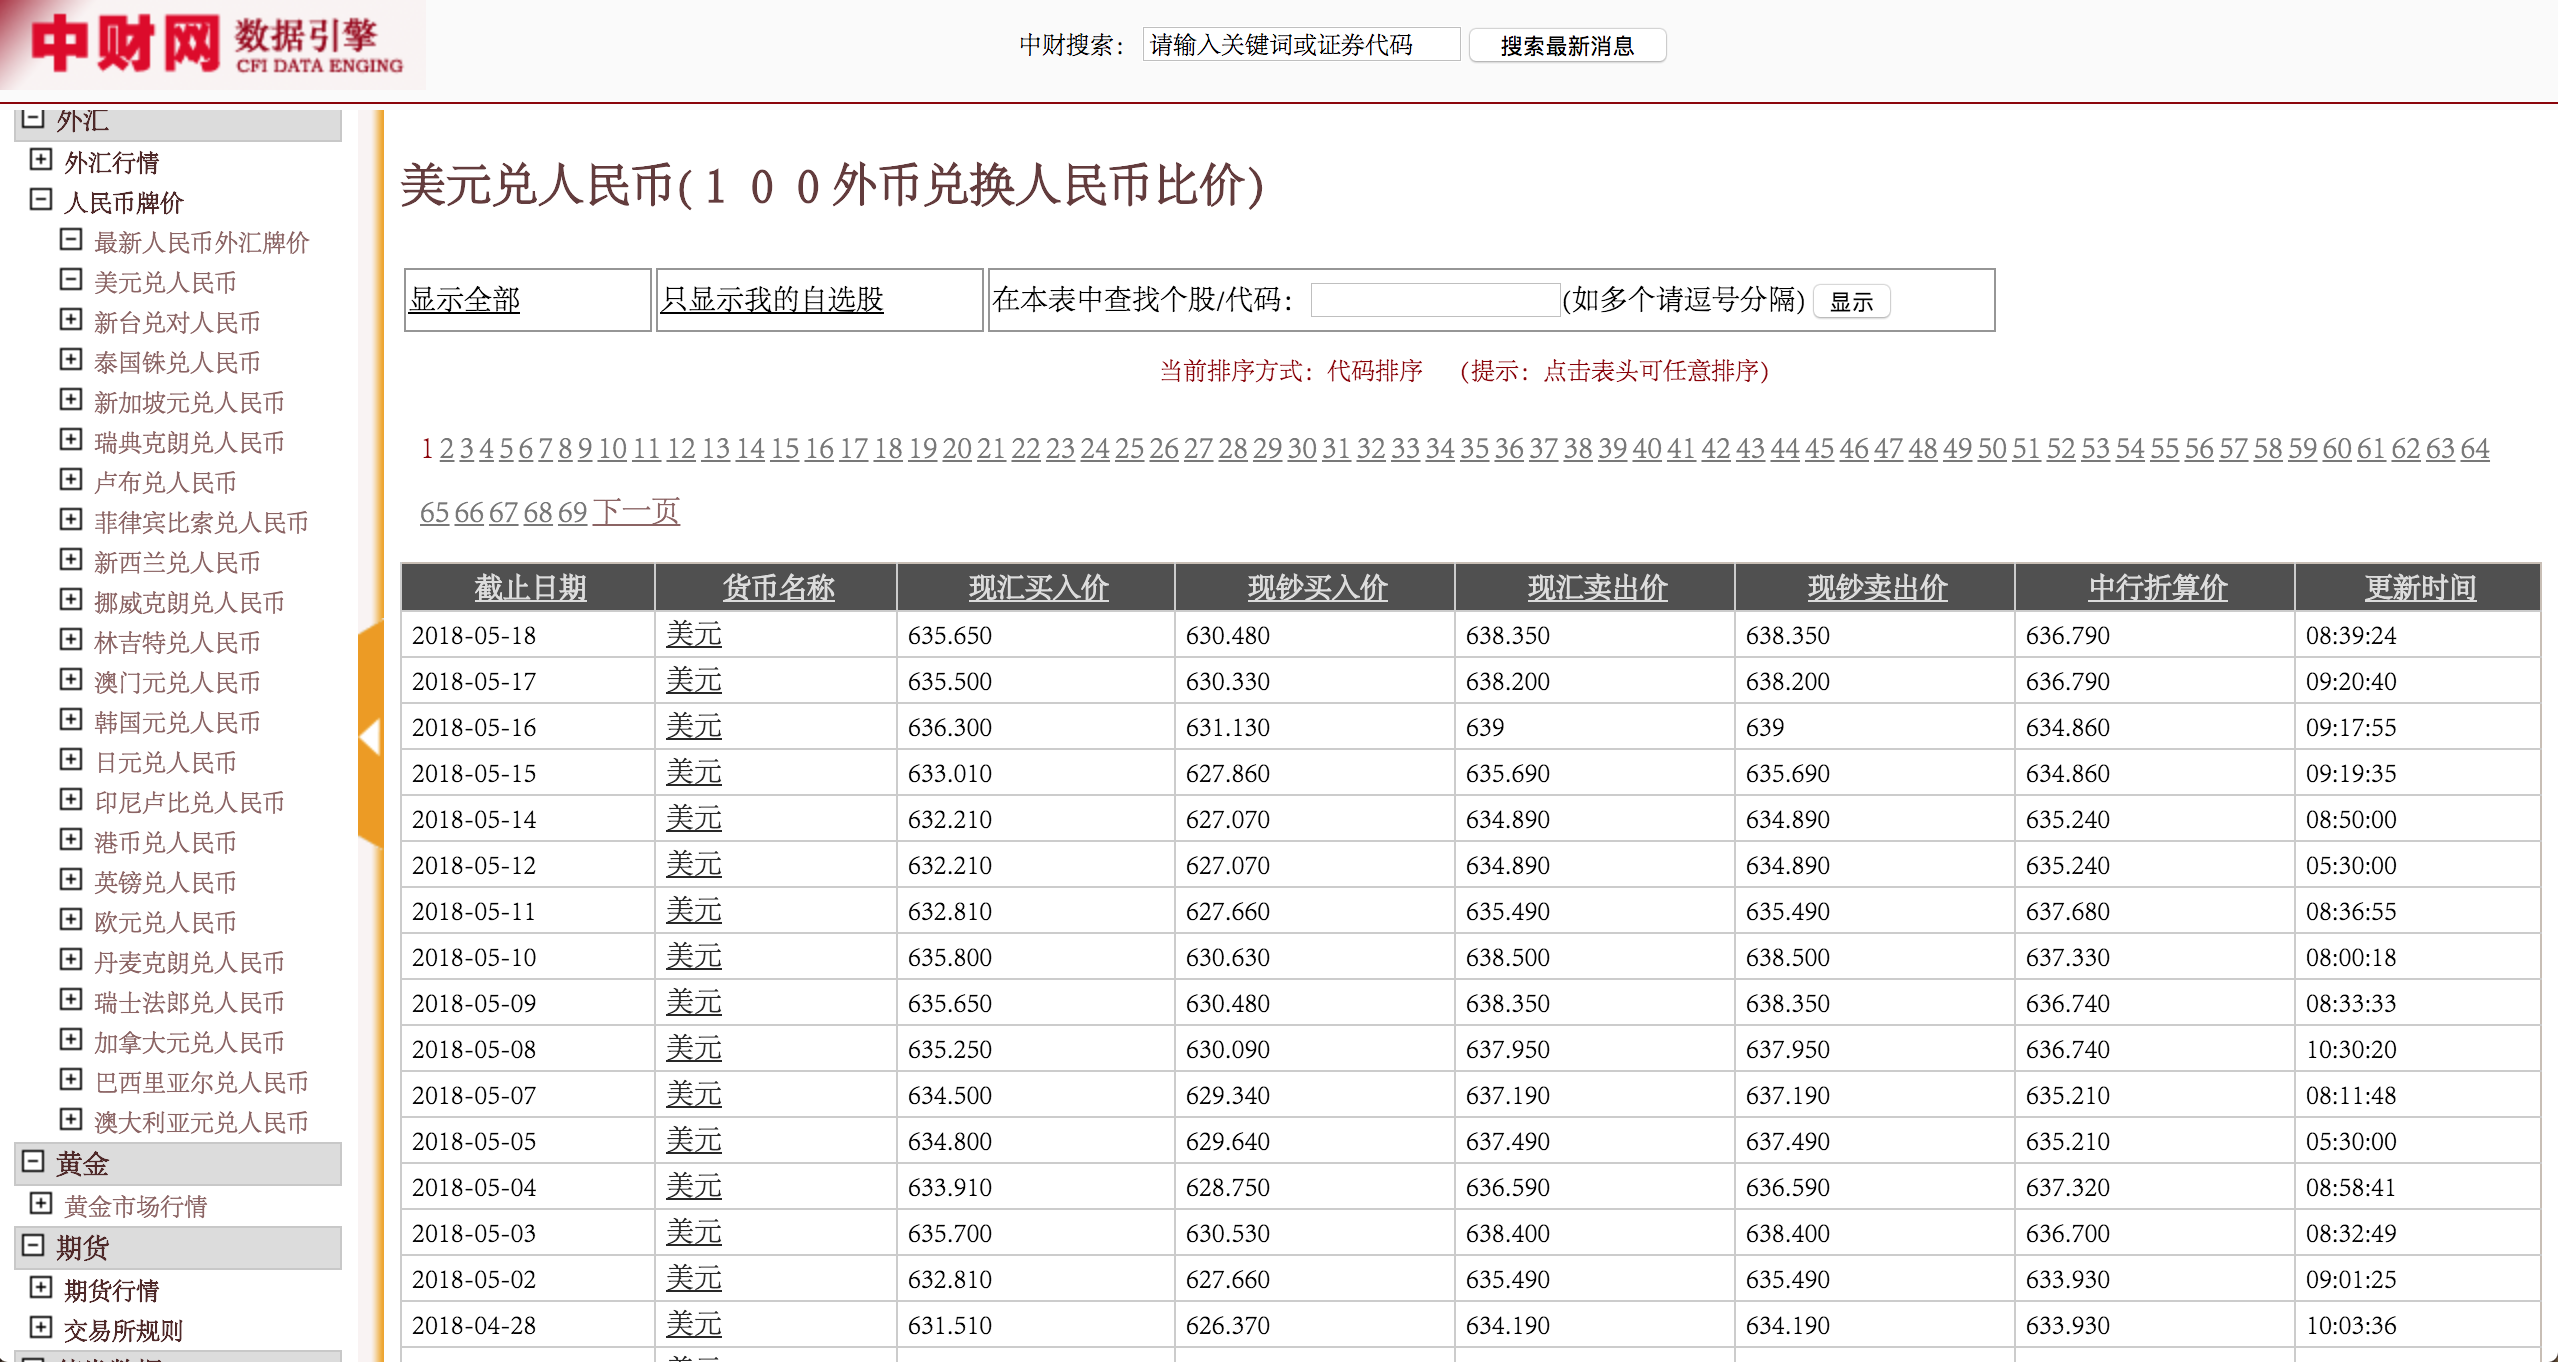 中财网 数据引擎
CFI DATA ENGING
中财搜索： 请输入关键词或证券代码 搜索最新消息
外汇
外汇行情
人民币牌价
最新人民币外汇牌价
美元兑人民币
新台兑对人民币
泰国铢兑人民币
新加坡元兑人民币
瑞典克朗兑人民币
卢布兑人民币
菲律宾比索兑人民币
新西兰兑人民币
挪威克朗兑人民币
林吉特兑人民币
澳门元兑人民币
韩国元兑人民币
日元兑人民币
印尼卢比兑人民币
港币兑人民币
英镑兑人民币
欧元兑人民币
丹麦克朗兑人民币
瑞士法郎兑人民币
加拿大元兑人民币
巴西里亚尔兑人民币
澳大利亚元兑人民币
黄金
黄金市场行情
期货
期货行情
交易所规则
美元兑人民币(１００外币兑换人民币比价)
显示全部 只显示我的自选股 在本表中查找个股/代码： (如多个请逗号分隔) 显示
当前排序方式：代码排序 （提示：点击表头可任意排序）
1 2 3 4 5 6 7 8 9 10 11 12 13 14 15 16 17 18 19 20 21 22 23 24 25 26 27 28 29 30 31 32 33 34 35 36 37 38 39 40 41 42 43 44 45 46 47 48 49 50 51 52 53 54 55 56 57 58 59 60 61 62 63 64
65 66 67 68 69 下一页
截止日期 货币名称 现汇买入价 现钞买入价 现汇卖出价 现钞卖出价 中行折算价 更新时间
2018-05-18 美元 635.650 630.480 638.350 638.350 636.790 08:39:24
2018-05-17 美元 635.500 630.330 638.200 638.200 636.790 09:20:40
2018-05-16 美元 636.300 631.130 639 639 634.860 09:17:55
2018-05-15 美元 633.010 627.860 635.690 635.690 634.860 09:19:35
2018-05-14 美元 632.210 627.070 634.890 634.890 635.240 08:50:00
2018-05-12 美元 632.210 627.070 634.890 634.890 635.240 05:30:00
2018-05-11 美元 632.810 627.660 635.490 635.490 637.680 08:36:55
2018-05-10 美元 635.800 630.630 638.500 638.500 637.330 08:00:18
2018-05-09 美元 635.650 630.480 638.350 638.350 636.740 08:33:33
2018-05-08 美元 635.250 630.090 637.950 637.950 636.740 10:30:20
2018-05-07 美元 634.500 629.340 637.190 637.190 635.210 08:11:48
2018-05-05 美元 634.800 629.640 637.490 637.490 635.210 05:30:00
2018-05-04 美元 633.910 628.750 636.590 636.590 637.320 08:58:41
2018-05-03 美元 635.700 630.530 638.400 638.400 636.700 08:32:49
2018-05-02 美元 632.810 627.660 635.490 635.490 633.930 09:01:25
2018-04-28 美元 631.510 626.370 634.190 634.190 633.930 10:03:36